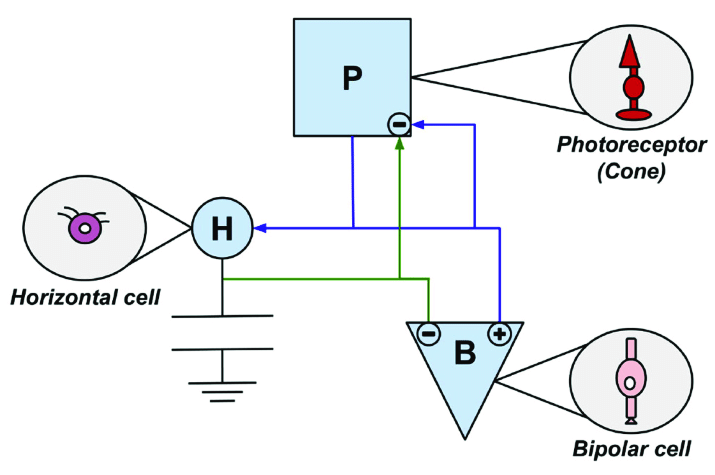 P
−
Photoreceptor
(Cone)
H
Horizontal cell
−
+
B
Bipolar cell